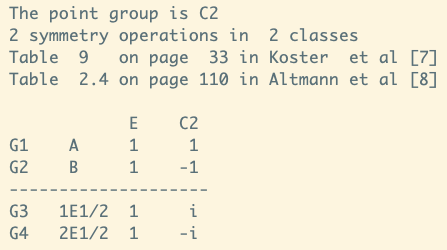 The point group is C2
2 symmetry operations in 2 classes
Table 9 on page 33 in Koster et al [7]
Table 2.4 on page 110 in Altmann et al [8]
E C2
G1 A 1 1
G2 B 1 -1
--------------------
G3 1E1/2 1 i
G4 2E1/2 1 -i